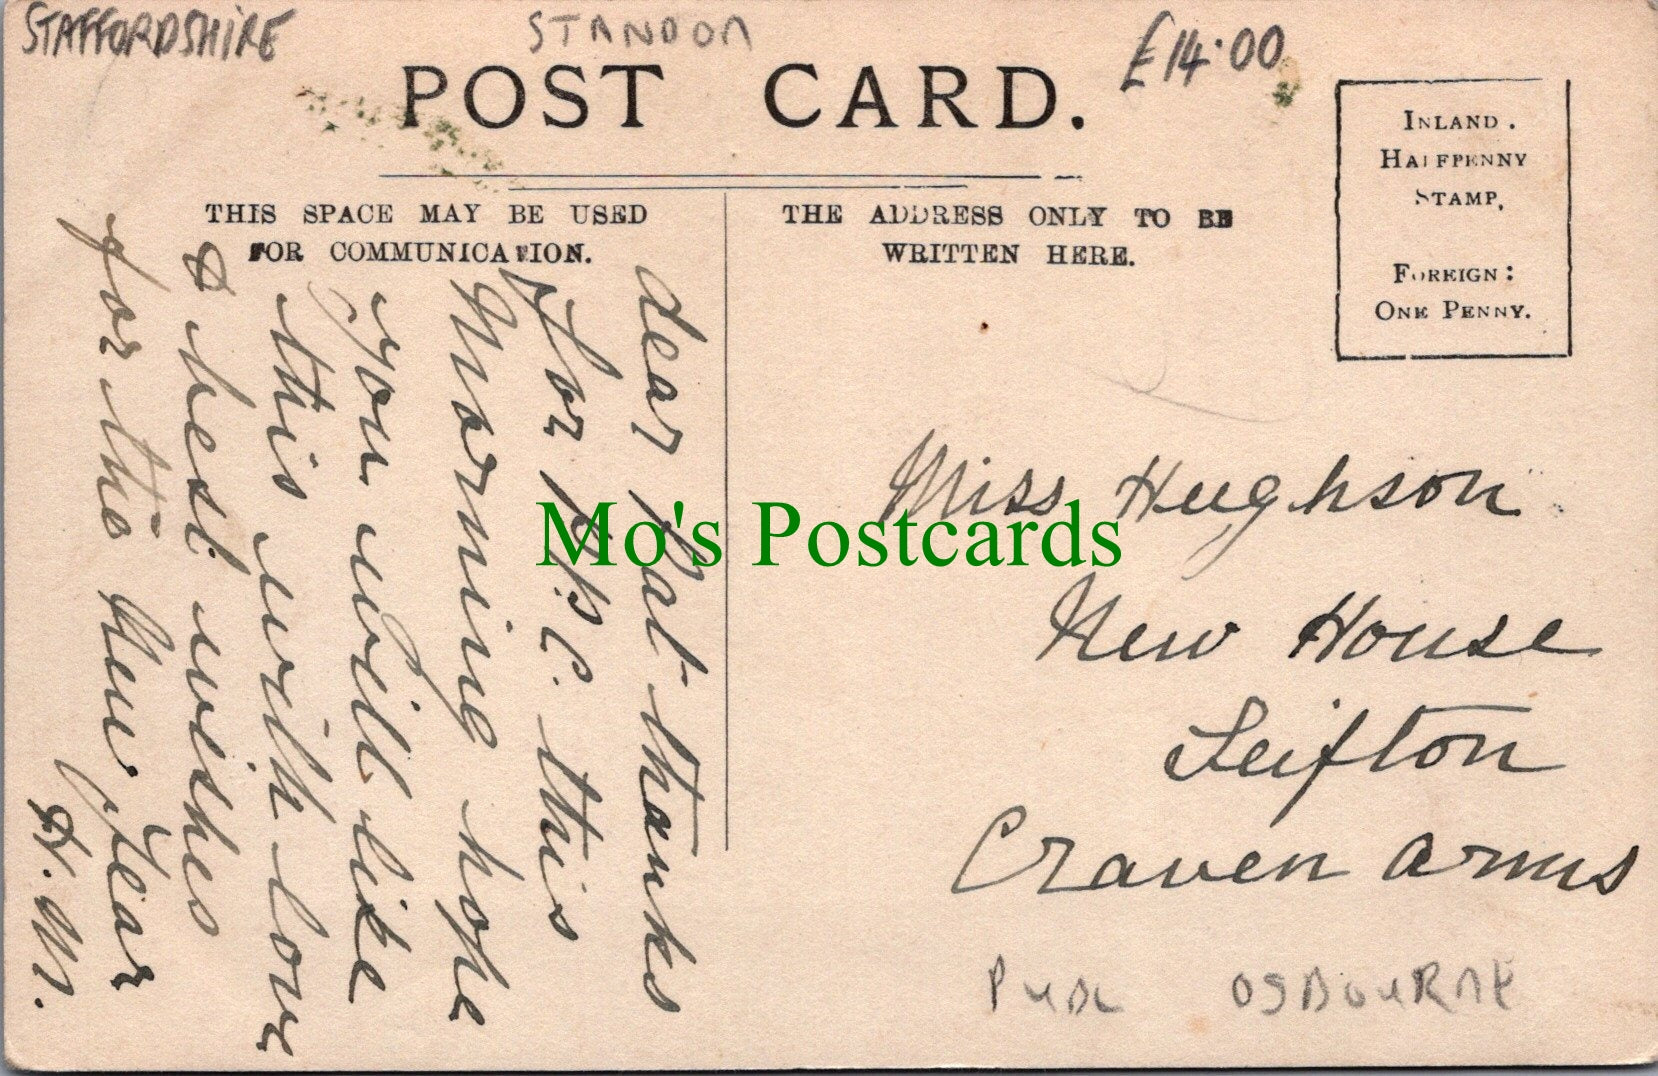 STAFFORDSHIRE
STANDON
£14.00
POST CARD.
THIS SPACE MAY BE USED
FOR COMMUNICATION.
THE ADDRESS ONLY TO BE
WRITTEN HERE.
INLAND.
HALFPENNY
STAMP,
FOREIGN:
ONE PENNY.
dear Pat thanks
for P.P.C. this
morning hope
you will like
this with love
& best wishes
for the New Year
H. M.
Miss Hughson
New House
Seifton
Craven Arms
Mo's Postcards
PUBL OSBOURNE